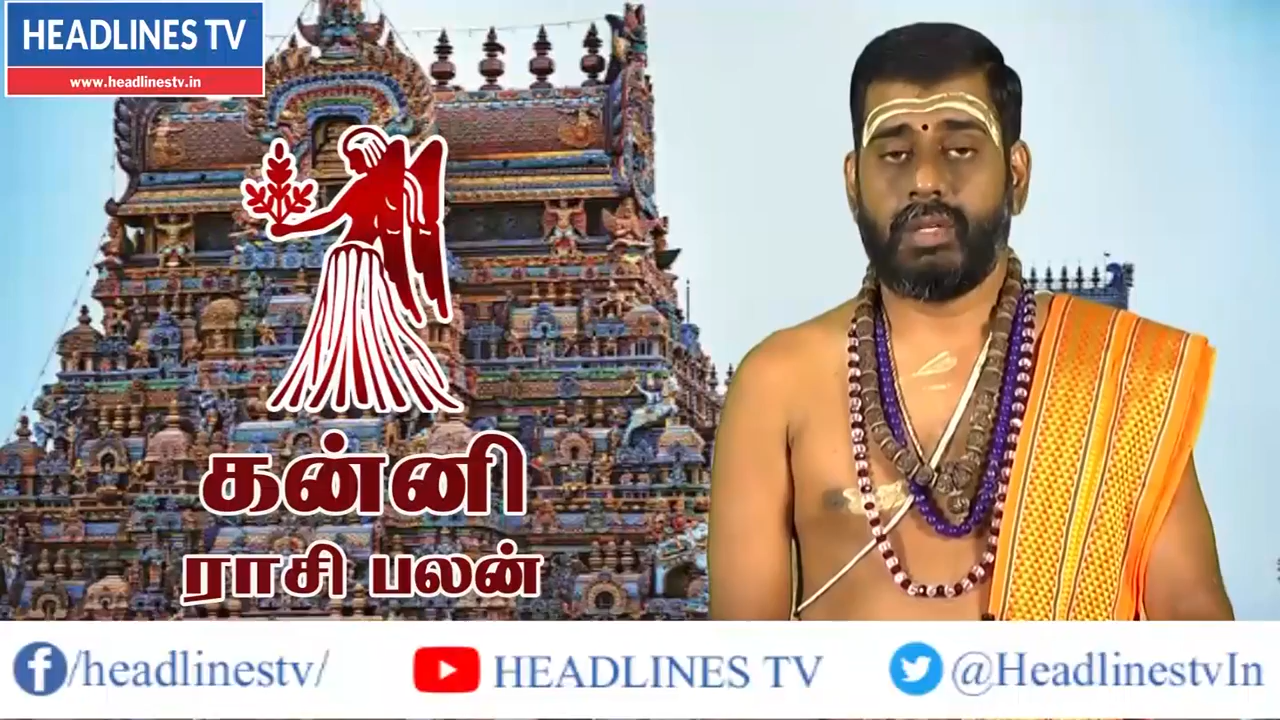 HEADLINES TV
www.headlinestv.in
கன்னி
ராசி பலன்
/headlinestv/
HEADLINES TV
@HeadlinestvIn